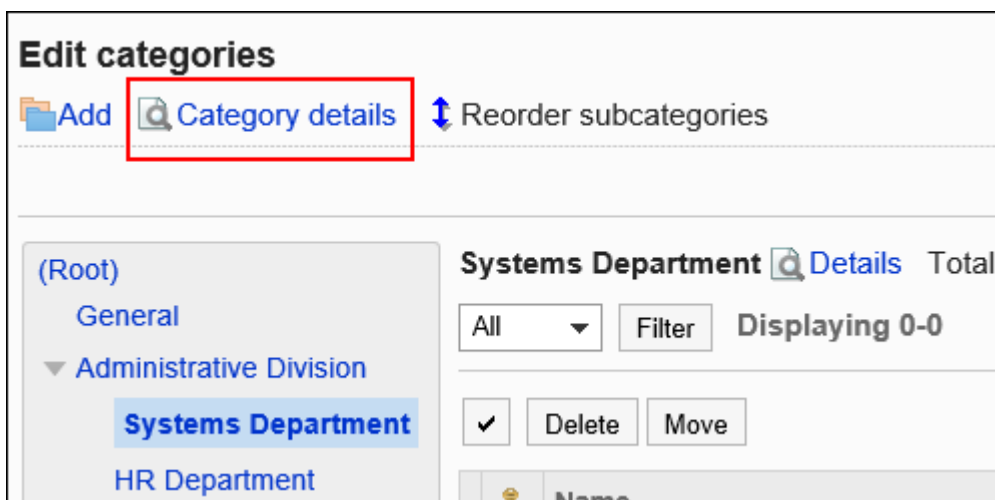 Edit categories
Add Category details Reorder subcategories
(Root)
General
Administrative Division
Systems Department
HR Department
Systems Department Details Total
All Filter Displaying 0-0
Delete Move
Name